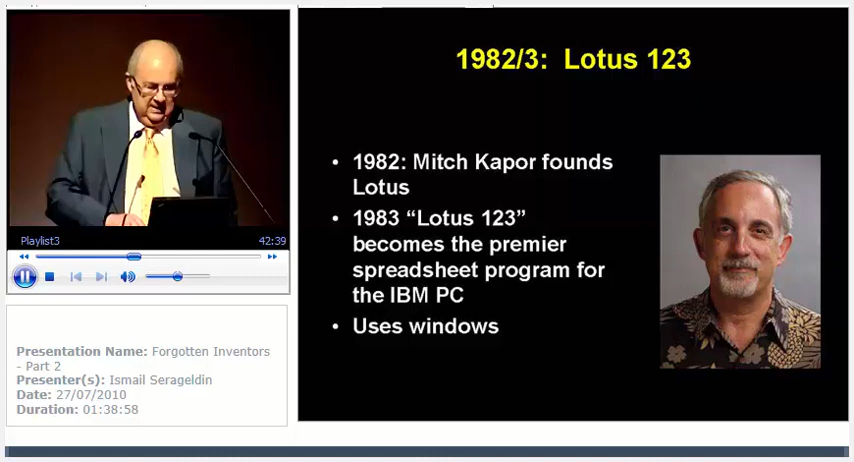 Playlist3 42:39
Presentation Name: Forgotten Inventors
- Part 2
Presenter(s): Ismail Serageldin
Date: 27/07/2010
Duration: 01:38:58
1982/3: Lotus 123
• 1982: Mitch Kapor founds
Lotus
• 1983 “Lotus 123”
becomes the premier
spreadsheet program for
the IBM PC
• Uses windows